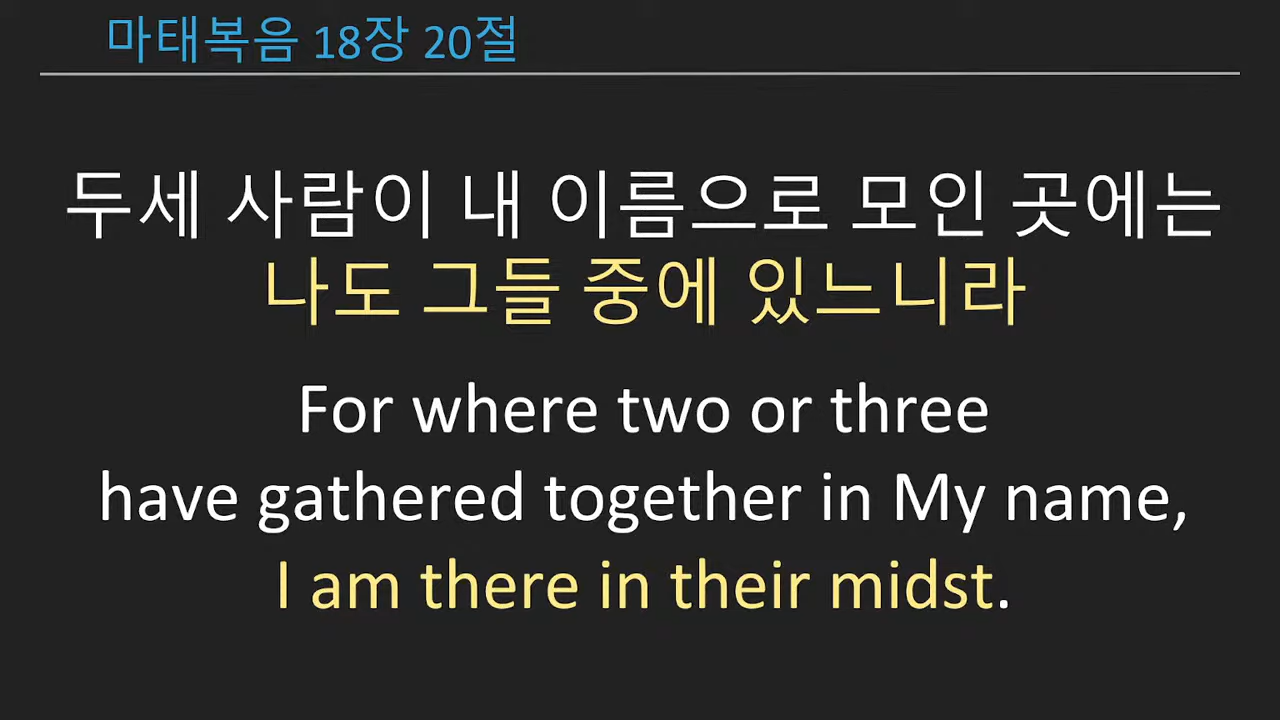 마태복음 18장 20절
두세 사람이 내 이름으로 모인 곳에는
나도 그들 중에 있느니라
For where two or three
have gathered together in My name,
I am there in their midst.